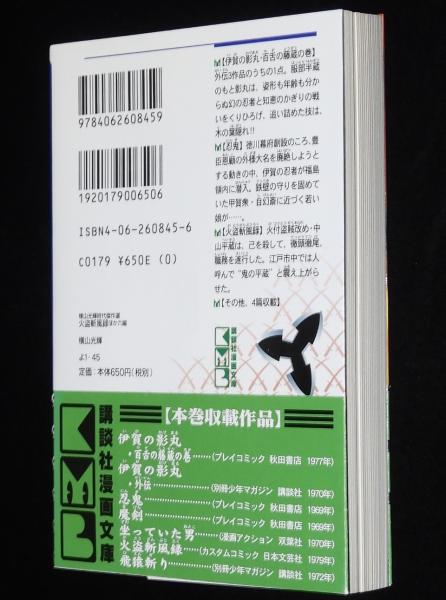 9784062608459
1920179006506
ISBN4-06-260845-6
C0179 ¥650E (0)
横山光輝時代傑作選
火盗斬風録ほか六編
横山光輝
よ1・45
定価:本体650円(税別)
【伊賀の影丸・百舌の藤蔵の巻】
外伝3作品のうちの1点。服部半蔵
のもと影丸は、姿形も年齢も分か
らぬ幻の忍者と知恵のかぎりの戦
いをくりひろげ、追い詰めた技は、
木の葉隠れ!!
【忍鬼】徳川幕府創設のころ、豊
臣恩顧の外様大名を廃絶しようと
する動きの中、伊賀の忍者が福島
領内に潜入。鉄壁の守りを固めて
いた甲賀衆・自幻斎に近づく若い
娘が……。
【火盗斬風録】火付盗賊改め・中
山平蔵は、己を殺して、徹頭徹尾、
職務を遂行した。江戸市中では人
呼んで“鬼の平蔵”と震え上がら
せた。
【その他、4篇収載】
講談社漫画文庫
KMB
講談社漫画文庫
KMB
【本巻収載作品】
伊賀の影丸
・百舌の藤蔵の巻……(プレイコミック 秋田書店 1977年)
伊賀の影丸
・外伝……(別冊少年マガジン 講談社 1970年)
忍鬼……(プレイコミック 秋田書店 1969年)
魔剣……(プレイコミック 秋田書店 1969年)
坐っていた男……(漫画アクション 双葉社 1970年)
火盗斬風録……(カスタムコミック 日本文芸社 1979年)
飛猿斬り……(別冊少年マガジン 講談社 1972年)